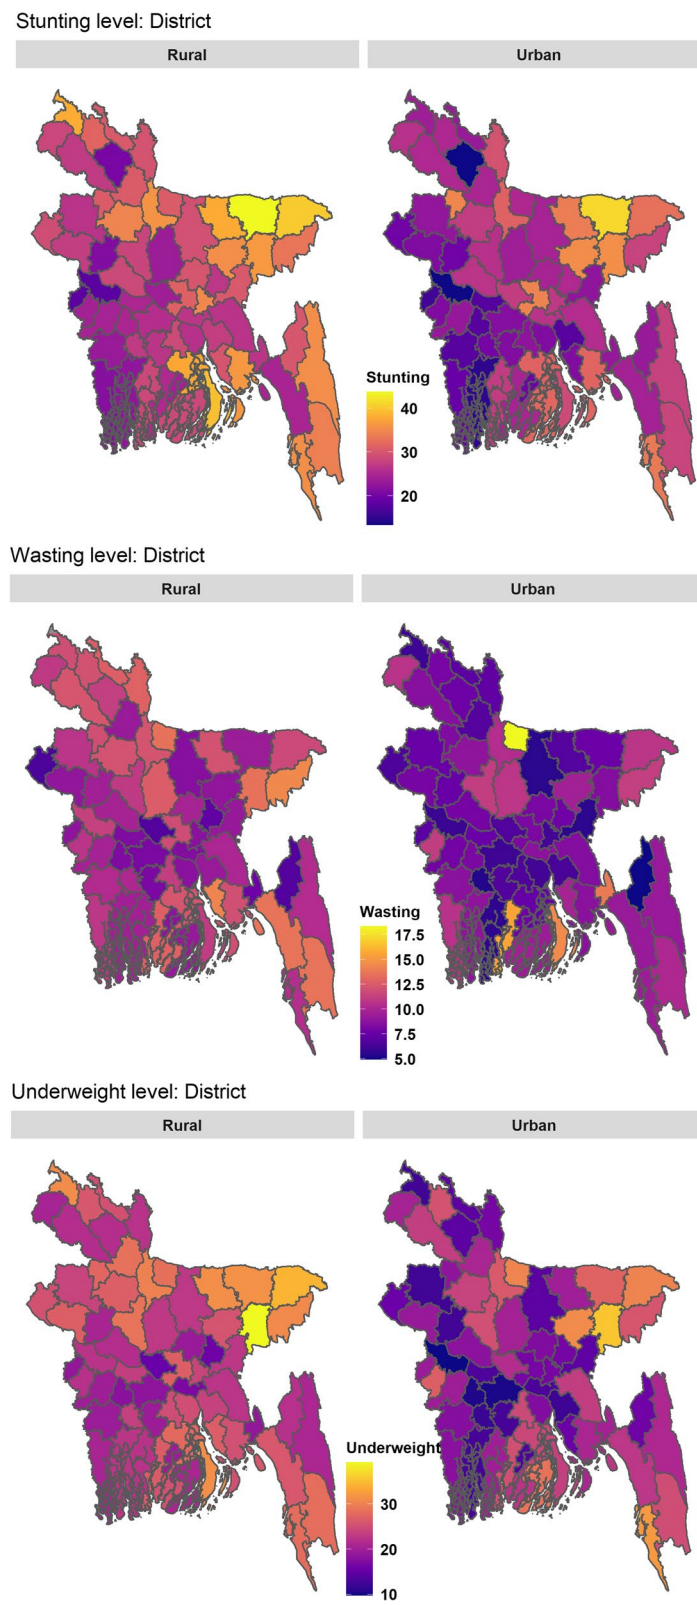 Stunting level: District
Rural
Urban
Stunting
40
30
20
Wasting level: District
Rural
Urban
Wasting
17.5
15.0
12.5
10.0
7.5
5.0
Underweight level: District
Rural
Urban
Underweight
30
20
10